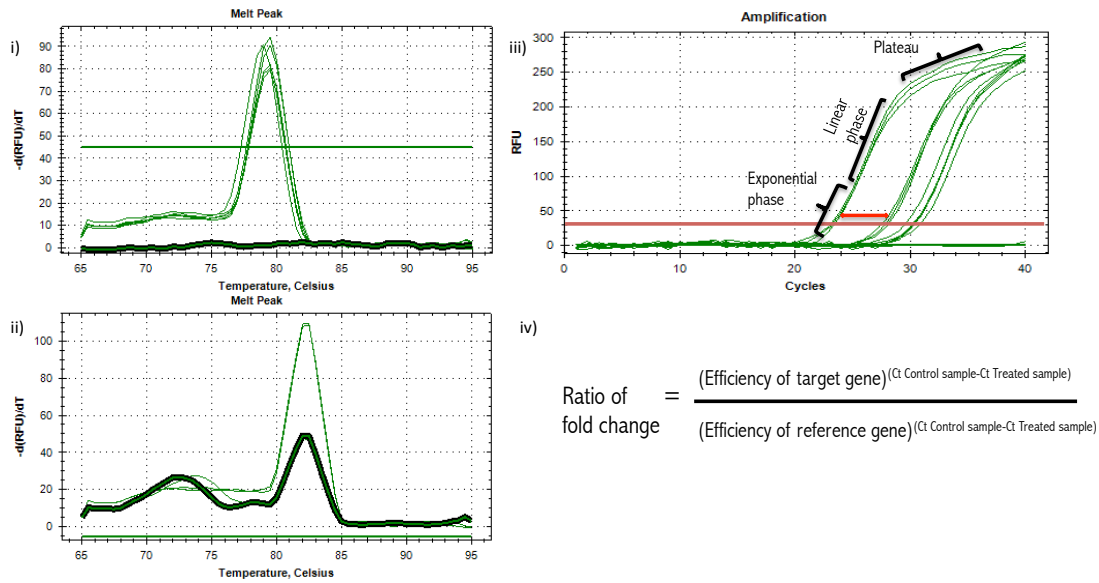 Melt Peak
i)
-d(RFU)/dT
90
80
70
60
50
40
30
20
10
0
65 70 75 80 85 90 95
Temperature, Celsius
Melt Peak
ii)
-d(RFU)/dT
100
80
60
40
20
0
65 70 75 80 85 90 95
Temperature, Celsius
Amplification
iii)
RFU
300
250
200
150
100
50
0
0 10 20 30 40
Cycles
Plateau
Linear
phase
Exponential
phase
iv)
Ratio of
fold change
=
(Efficiency of target gene)(Ct Control sample-Ct Treated sample)
(Efficiency of reference gene)(Ct Control sample-Ct Treated sample)